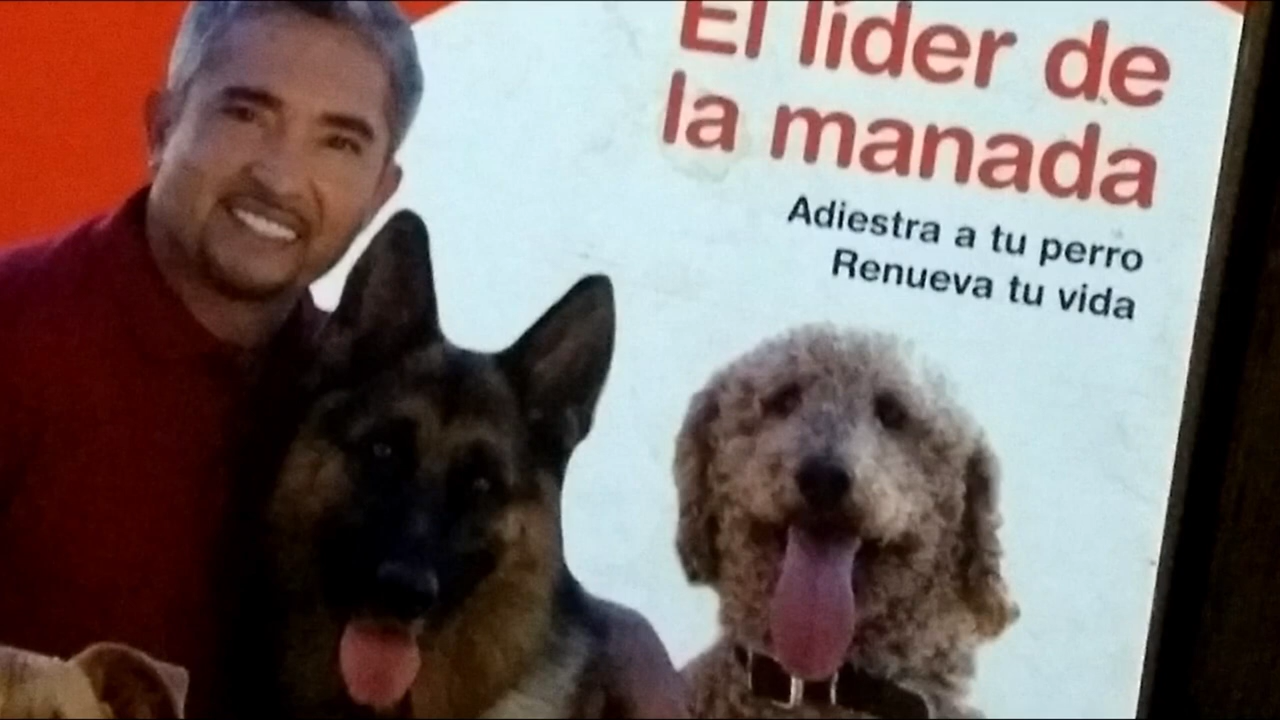 El líder de
la manada
Adiestra a tu perro
Renueva tu vida